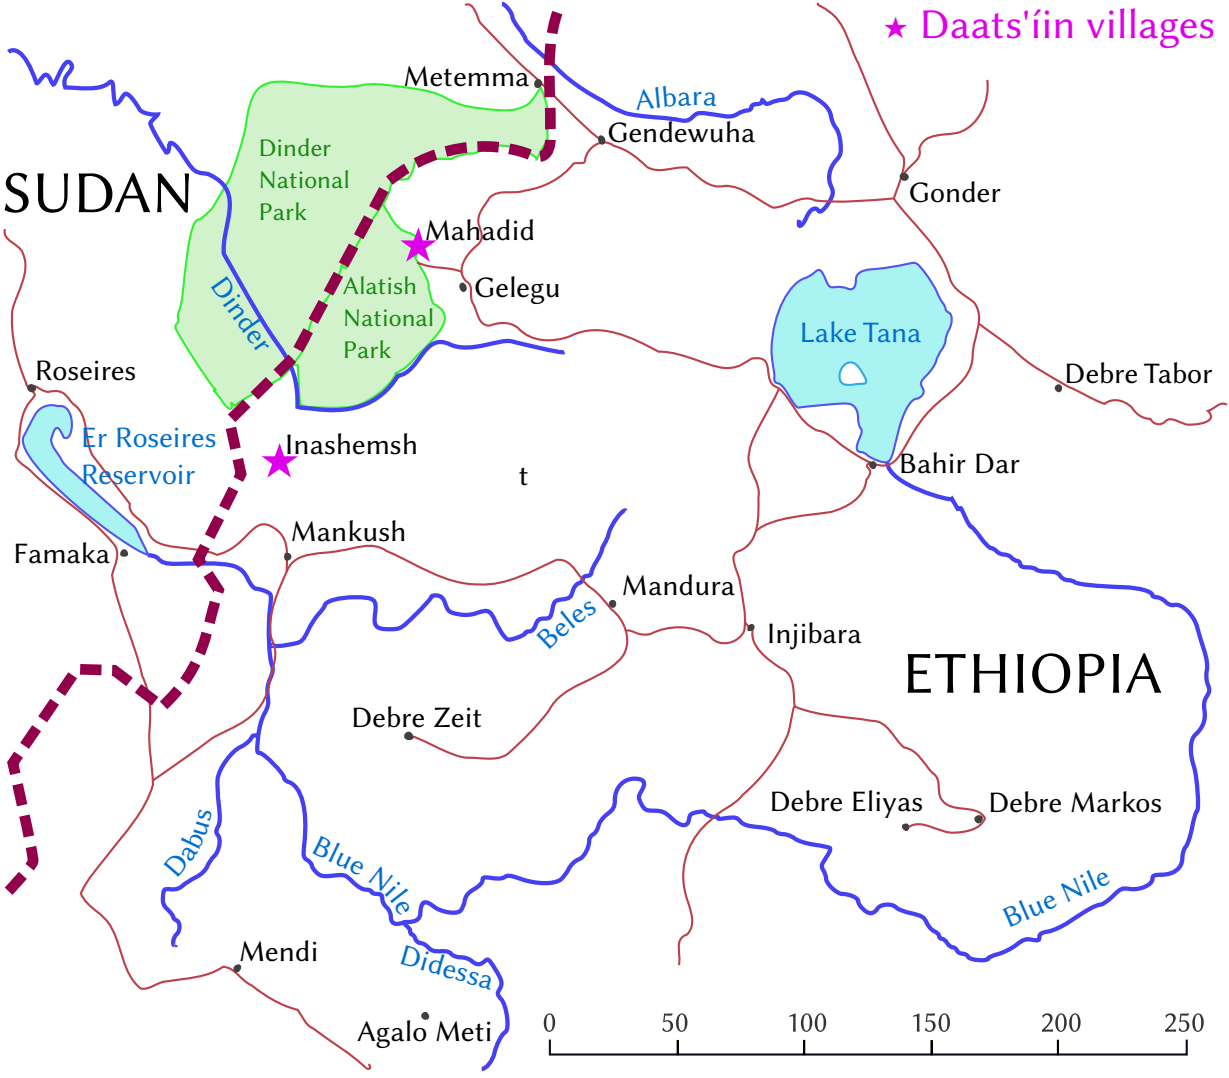 ★ Daats'íin villages
Metemma
Albara
Gendewuha
Dinder
National
Park
SUDAN
Gonder
Mahadid
Alatish
National
Park
Gelegu
Dinder
Lake Tana
Roseires
Debre Tabor
Er Roseires
Reservoir
Inashemsh
t
Bahir Dar
Famaka
Mankush
Mandura
Beles
Injibara
ETHIOPIA
Debre Zeit
Debre Eliyas
Debre Markos
Dabus
Blue Nile
Blue Nile
Mendi
Didessa
Agalo Meti
0 50 100 150 200 250